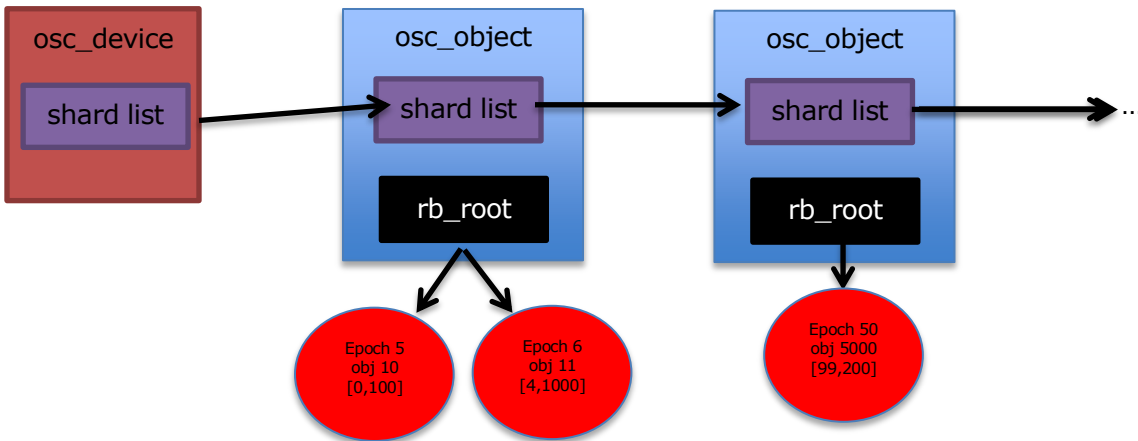 osc_device
shard list
osc_object
shard list
rb_root
Epoch 5
obj 10
[0,100]
Epoch 6
obj 11
[4,1000]
osc_object
shard list
rb_root
Epoch 50
obj 5000
[99,200]
...